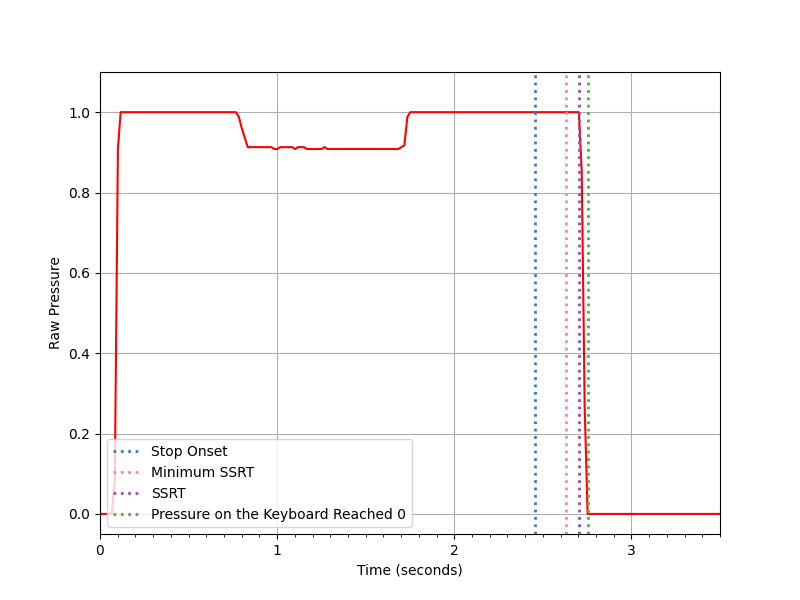 1.0
0.8
0.6
0.4
0.2
0.0
Raw Pressure
Stop Onset
Minimum SSRT
SSRT
Pressure on the Keyboard Reached 0
0 1 2 3
Time (seconds)